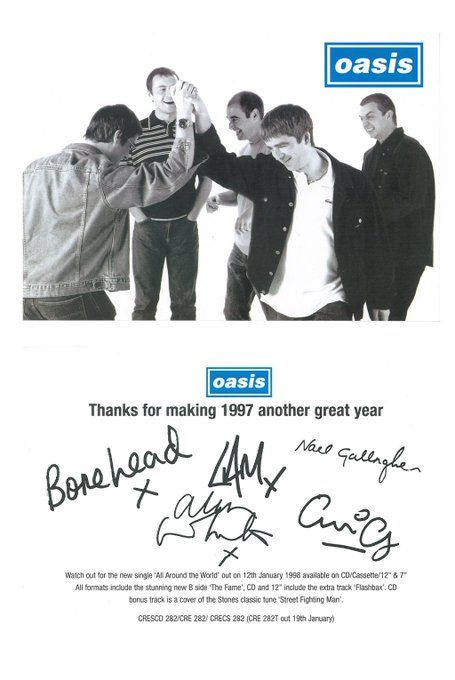 oasis
oasis
Thanks for making 1997 another great year
Bonehead
LIAM x
Noel Gallagher
x
Alan
White
x
Watch out for the new single 'All Around the World' out on 12th January 1998 available on CD/Cassette/12" & 7"
All formats include the stunning new B side 'The Fame', CD and 12" include the extra track 'Flashbax'. CD
bonus track is a cover of the Stones classic tune 'Street Fighting Man'.
CRESCD 282/CRE 282/ CRECS 282 (CRE 282T out 19th January)